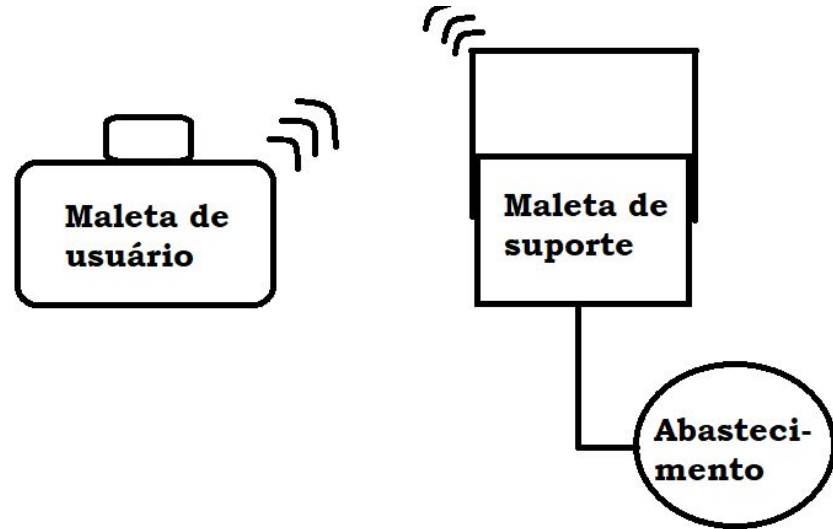 Maleta de
usuário
Maleta de
suporte
Abasteci-
mento